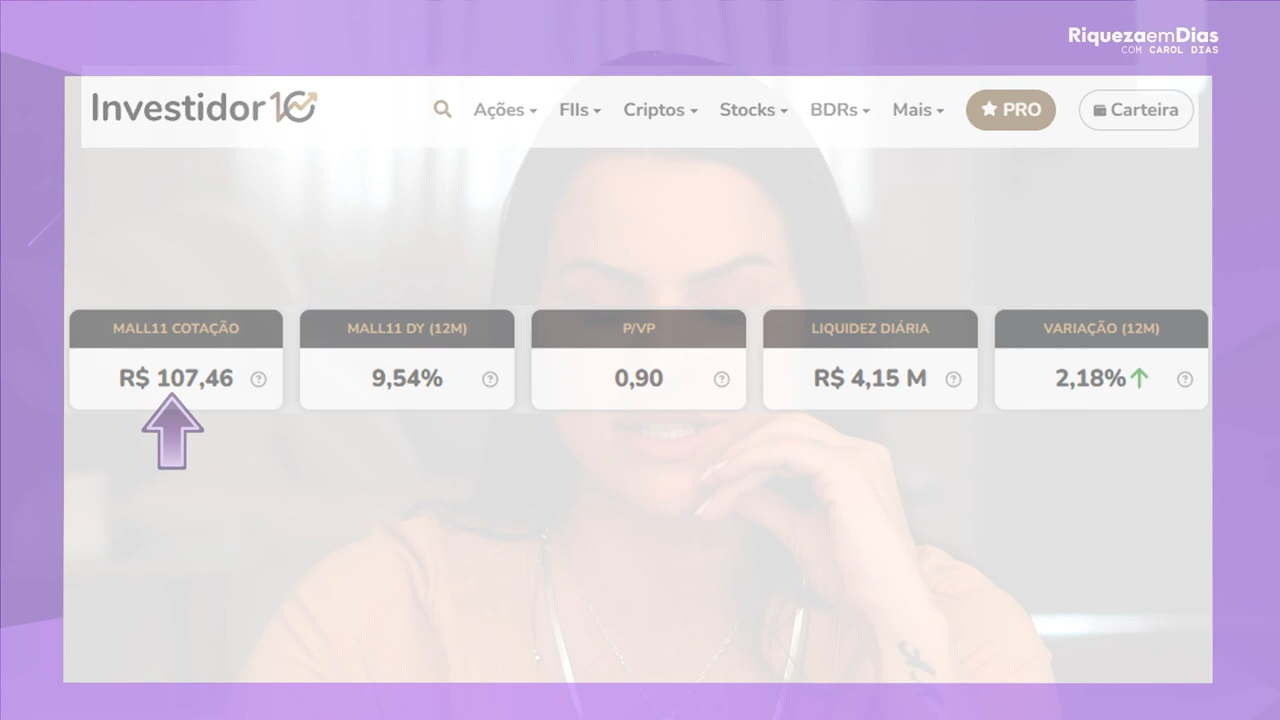 RiquezaemDias
COM CAROL DIAS
Investidor10
Ações
FIIs
Criptos
Stocks
BDRs
Mais
PRO
Carteira
MALL11 COTAÇÃO
R$ 107,46
MALL11 DY (12M)
9,54%
P/VP
0,90
LIQUIDEZ DIÁRIA
R$ 4,15 M
VARIAÇÃO (12M)
2,18%